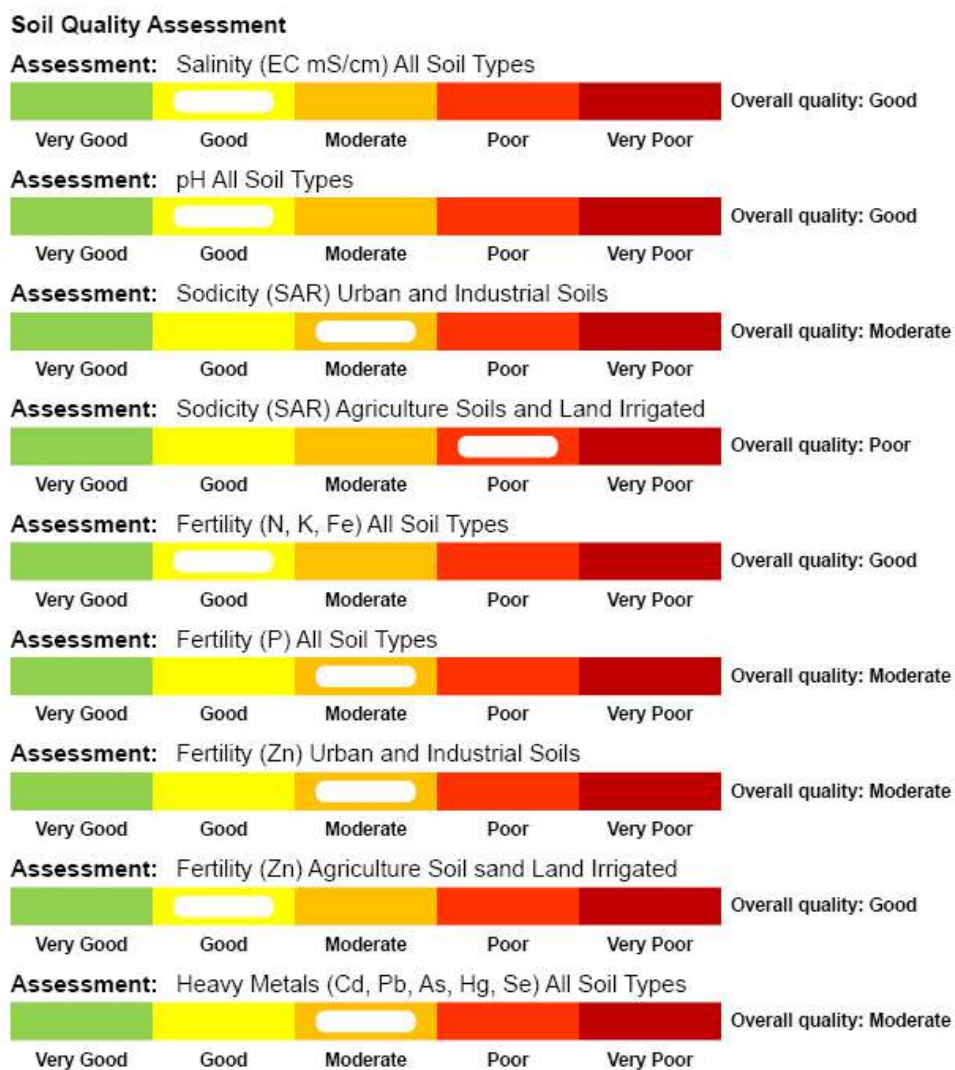 Soil Quality Assessment
Assessment: Salinity (EC mS/cm) All Soil Types
Overall quality: Good
Very Good Good Moderate Poor Very Poor
Assessment: pH All Soil Types
Overall quality: Good
Very Good Good Moderate Poor Very Poor
Assessment: Sodicity (SAR) Urban and Industrial Soils
Overall quality: Moderate
Very Good Good Moderate Poor Very Poor
Assessment: Sodicity (SAR) Agriculture Soils and Land Irrigated
Overall quality: Poor
Very Good Good Moderate Poor Very Poor
Assessment: Fertility (N, K, Fe) All Soil Types
Overall quality: Good
Very Good Good Moderate Poor Very Poor
Assessment: Fertility (P) All Soil Types
Overall quality: Moderate
Very Good Good Moderate Poor Very Poor
Assessment: Fertility (Zn) Urban and Industrial Soils
Overall quality: Moderate
Very Good Good Moderate Poor Very Poor
Assessment: Fertility (Zn) Agriculture Soil sand Land Irrigated
Overall quality: Good
Very Good Good Moderate Poor Very Poor
Assessment: Heavy Metals (Cd, Pb, As, Hg, Se) All Soil Types
Overall quality: Moderate
Very Good Good Moderate Poor Very Poor